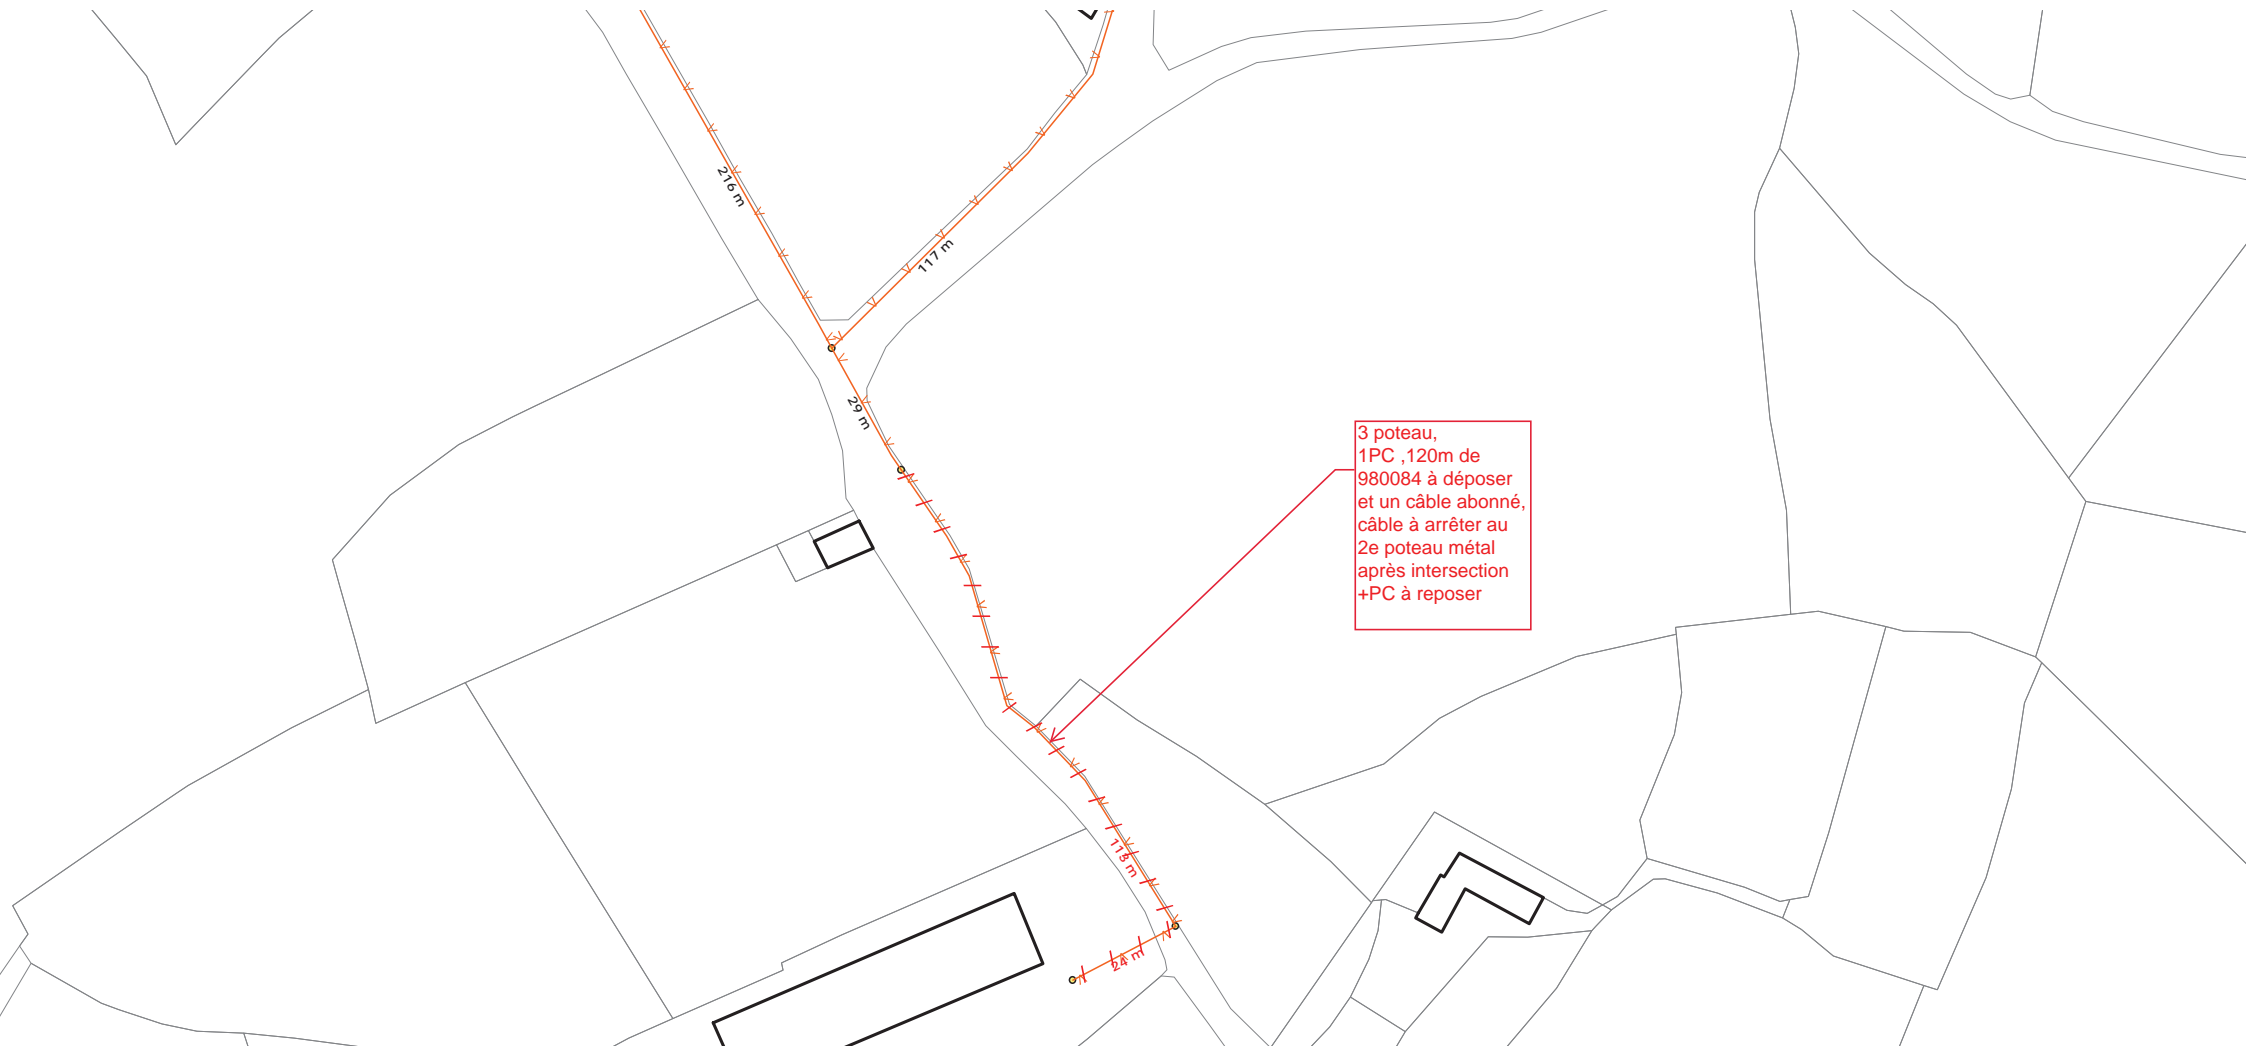 216 m
117 m
29 m
3 poteau,
1PC ,120m de
980084 à déposer
et un câble abonné,
câble à arrêter au
2e poteau métal
après intersection
+PC à reposer
113 m
24 m